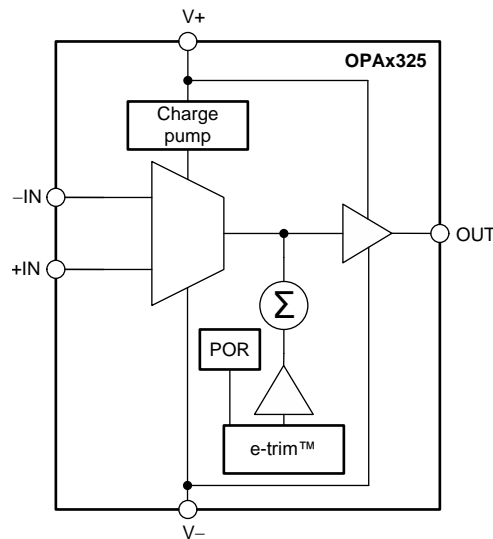 V+
OPAx325
Charge
pump
−IN
+IN
OUT
Σ
POR
e-trim™
V−